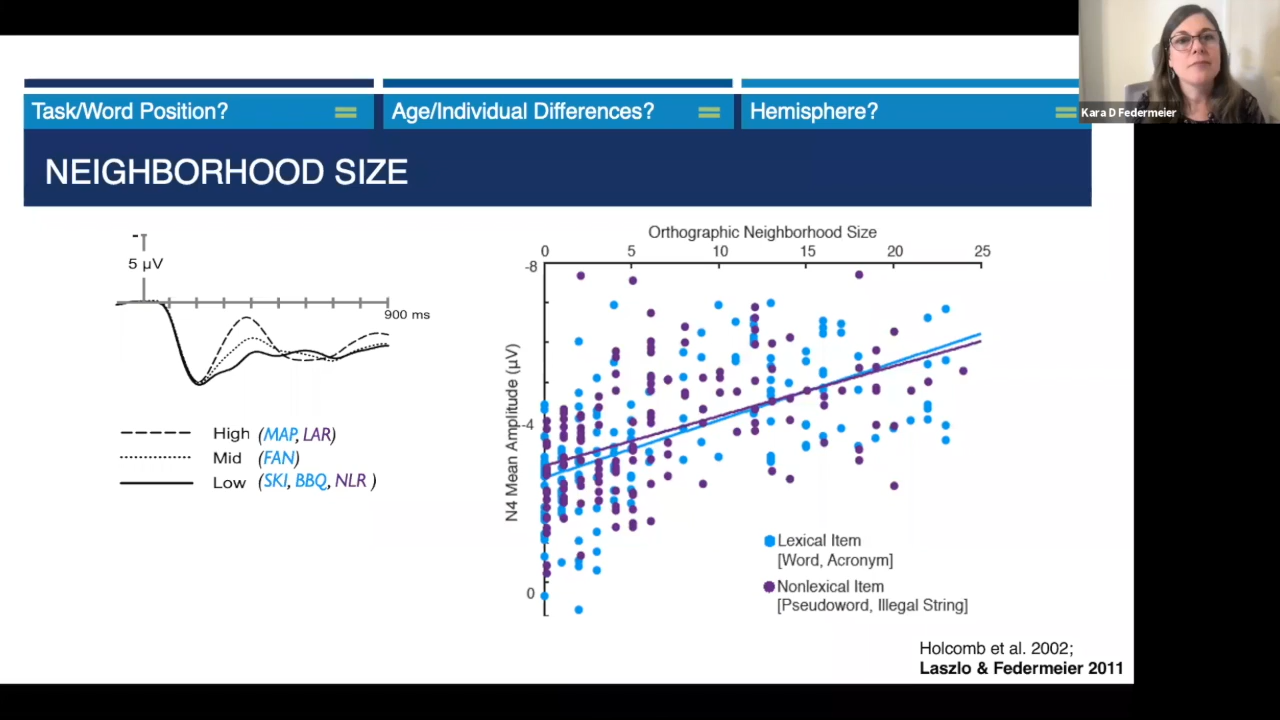 Task/Word Position? =
Age/Individual Differences? =
Hemisphere? =
Kara D Federmeier
NEIGHBORHOOD SIZE
5 µV
900 ms
High (MAP, LAR)
Mid (FAN)
Low (SKI, BBQ, NLR )
Orthographic Neighborhood Size
0 5 10 15 20 25
-8
-4
0
N4 Mean Amplitude (µV)
Lexical Item
[Word, Acronym]
Nonlexical Item
[Pseudoword, Illegal String]
Holcomb et al. 2002;
Laszlo & Federmeier 2011